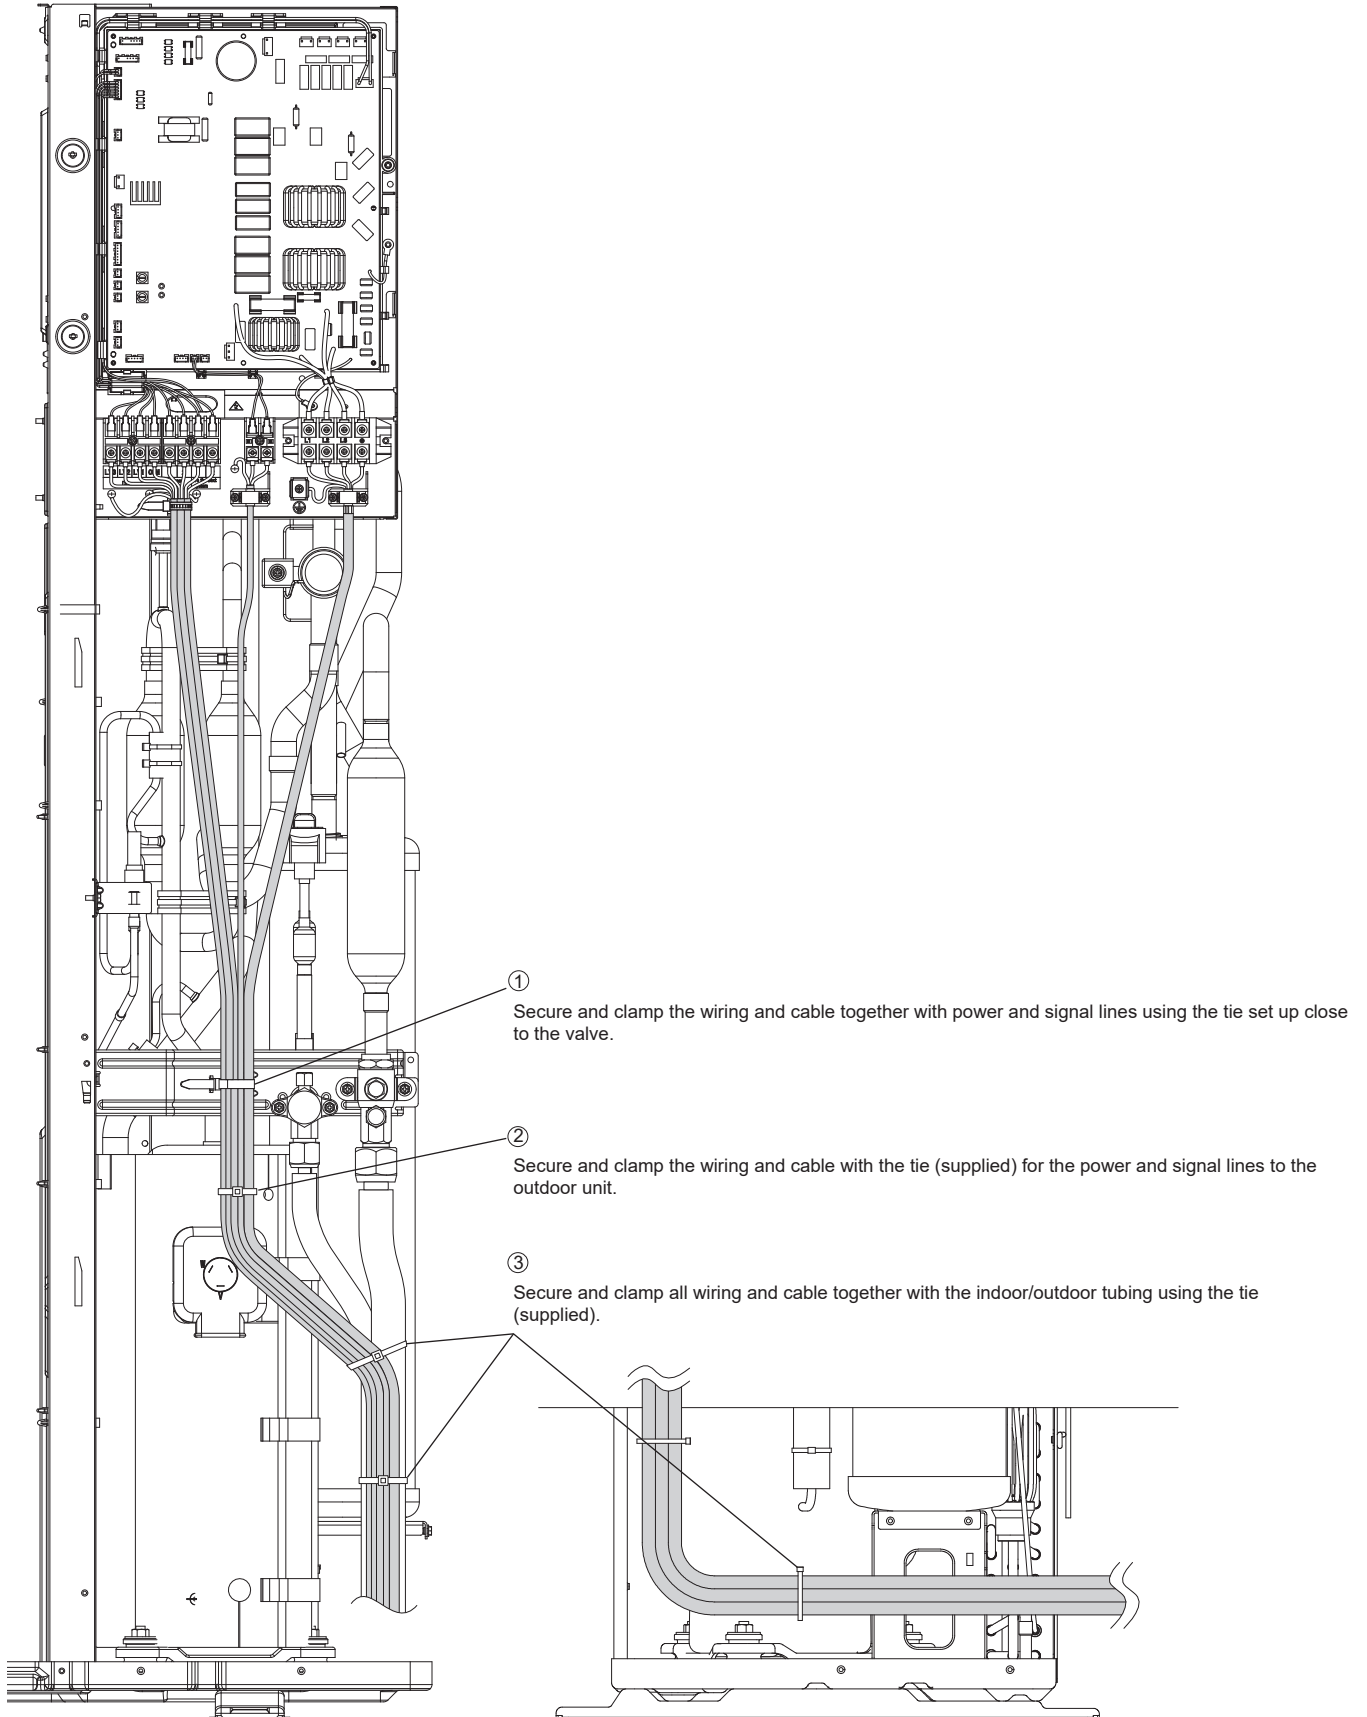 L1 L2 L3
①
Secure and clamp the wiring and cable together with power and signal lines using the tie set up close
to the valve.
②
Secure and clamp the wiring and cable with the tie (supplied) for the power and signal lines to the
outdoor unit.
③
Secure and clamp all wiring and cable together with the indoor/outdoor tubing using the tie
(supplied).